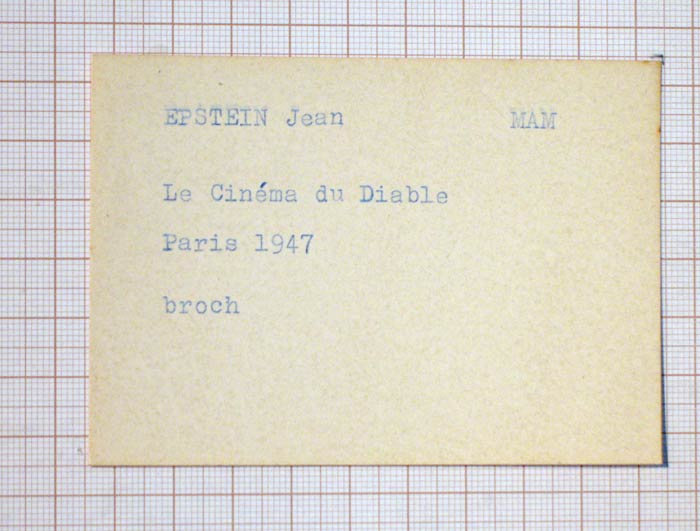 EPSTEIN Jean MAM
Le Cinéma du Diable
Paris 1947
broch